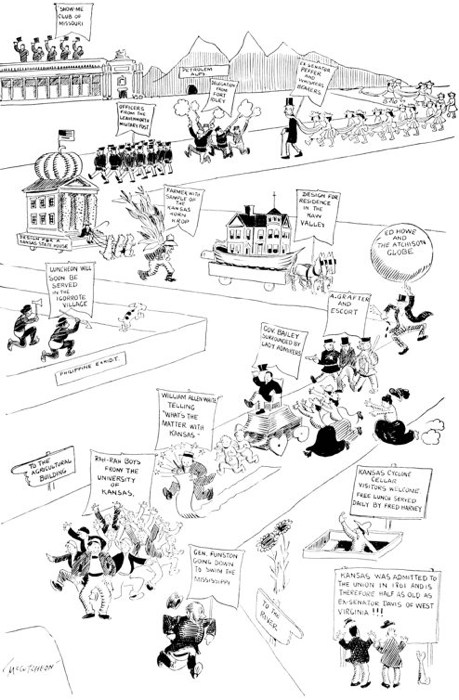 SHOW-ME
CLUB OF
MISSOURI
PETROLEUM
ALPS
DELEGATION
FROM
FORT
RILEY
EX-SENATOR
PEFFER
AND
WHISKERS
BEARERS
OFFICERS
FROM THE
LEAVENWORTH
MILITARY POST
DESIGN FOR
KANSAS STATE HOUSE
FARMER WITH
SAMPLE OF
THE
KANSAS
KORN
KROP
DESIGN FOR
RESIDENCE
IN THE
KAW
VALLEY
ED HOWE
AND THE
ATCHISON
GLOBE
LUNCHEON WILL
SOON BE
SERVED
IN THE
IGORROTE
VILLAGE
PHILIPPINE EXHIBIT
A GRAFTER
AND
ESCORT
GOV. BAILEY
SURROUNDED BY
LADY ADMIRERS
WILLIAM ALLEN WHITE
TELLING
"WHAT'S THE
MATTER WITH
KANSAS"
TO THE
AGRICULTURAL
BUILDING
RAH-RAH BOYS
FROM THE
UNIVERSITY
OF
KANSAS.
KANSAS CYCLONE
CELLAR
VISITORS WELCOME
FREE LUNCH SERVED
DAILY BY FRED HARVEY
GEN. FUNSTON
GOING DOWN
TO SWIM THE
MISSISSIPPI
TO THE
RIVER
KANSAS WAS ADMITTED TO
THE UNION IN 1861 AND IS
THEREFORE HALF AS OLD AS
EX-SENATOR DAVIS OF WEST
VIRGINIA !!!
McCUTCHEON